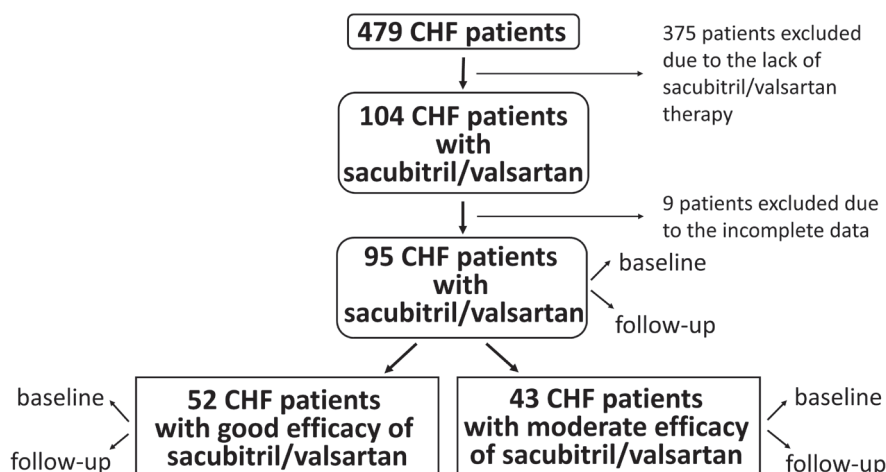 479 CHF patients
375 patients excluded
due to the lack of
sacubitril/valsartan
therapy
104 CHF patients
with
sacubitril/valsartan
9 patients excluded due
to the incomplete data
95 CHF patients
with
sacubitril/valsartan
baseline
follow-up
baseline
follow-up
52 CHF patients
with good efficacy of
sacubitril/valsartan
43 CHF patients
with moderate efficacy
of sacubitril/valsartan
baseline
follow-up